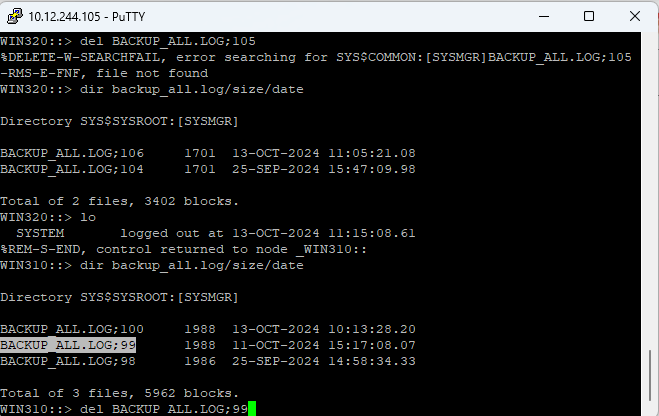 10.12.244.105 - PuTTY
WIN320::> del BACKUP_ALL.LOG;105
%DELETE-W-SEARCHFAIL, error searching for SYS$COMMON:[SYSMGR]BACKUP_ALL.LOG;105
-RMS-E-FNF, file not found
WIN320::> dir backup_all.log/size/date
Directory SYS$SYSROOT:[SYSMGR]
BACKUP_ALL.LOG;106 1701 13-OCT-2024 11:05:21.08
BACKUP_ALL.LOG;104 1701 25-SEP-2024 15:47:09.98
Total of 2 files, 3402 blocks.
WIN320::> lo
SYSTEM logged out at 13-OCT-2024 11:15:08.61
%REM-S-END, control returned to node _WIN310::
WIN310::> dir backup_all.log/size/date
Directory SYS$SYSROOT:[SYSMGR]
BACKUP_ALL.LOG;100 1988 13-OCT-2024 10:13:28.20
BACKUP_ALL.LOG;99 1988 11-OCT-2024 15:17:08.07
BACKUP_ALL.LOG;98 1986 25-SEP-2024 14:58:34.33
Total of 3 files, 5962 blocks.
WIN310::> del BACKUP_ALL.LOG;99